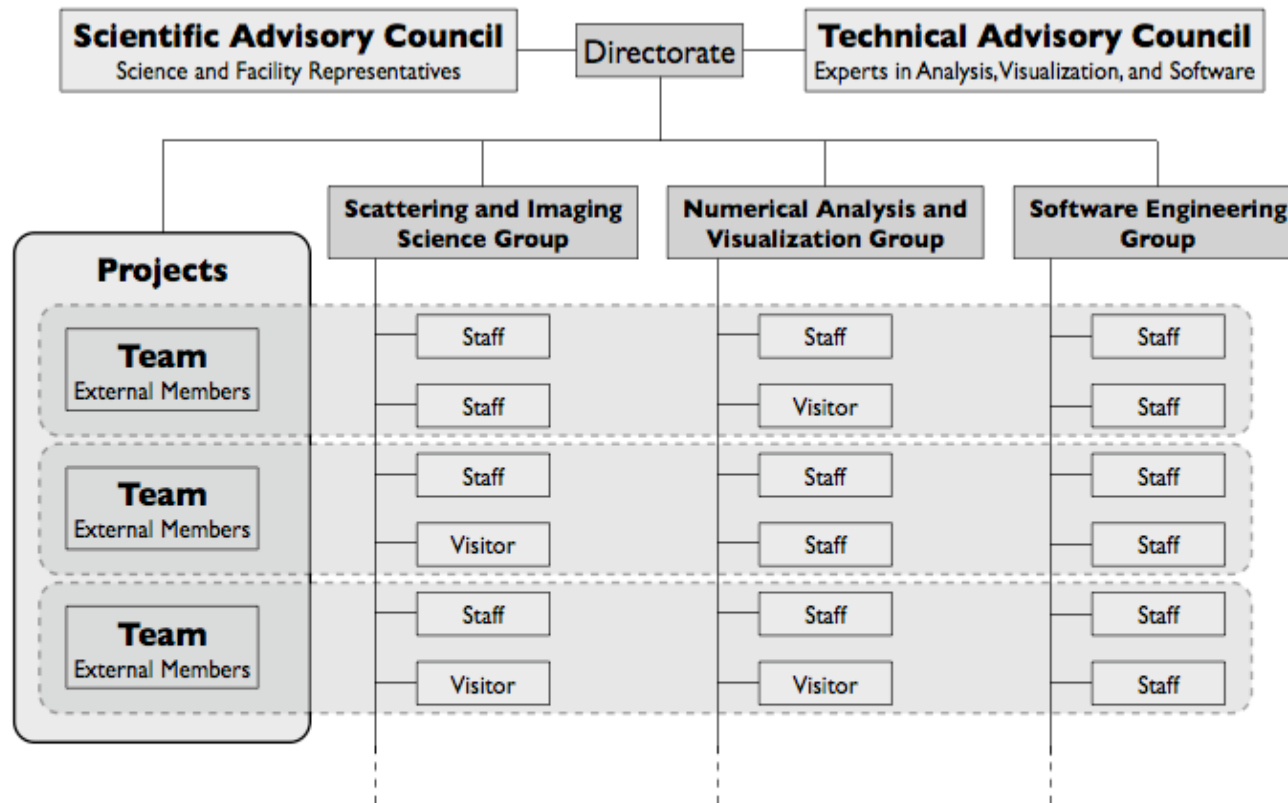 Scientific Advisory Council
Science and Facility Representatives
Directorate
Technical Advisory Council
Experts in Analysis, Visualization, and Software
Scattering and Imaging
Science Group
Numerical Analysis and
Visualization Group
Software Engineering
Group
Projects
Team
External Members
Staff
Staff
Staff
Staff
Visitor
Staff
Team
External Members
Staff
Staff
Staff
Visitor
Staff
Staff
Team
External Members
Staff
Staff
Staff
Visitor
Visitor
Staff